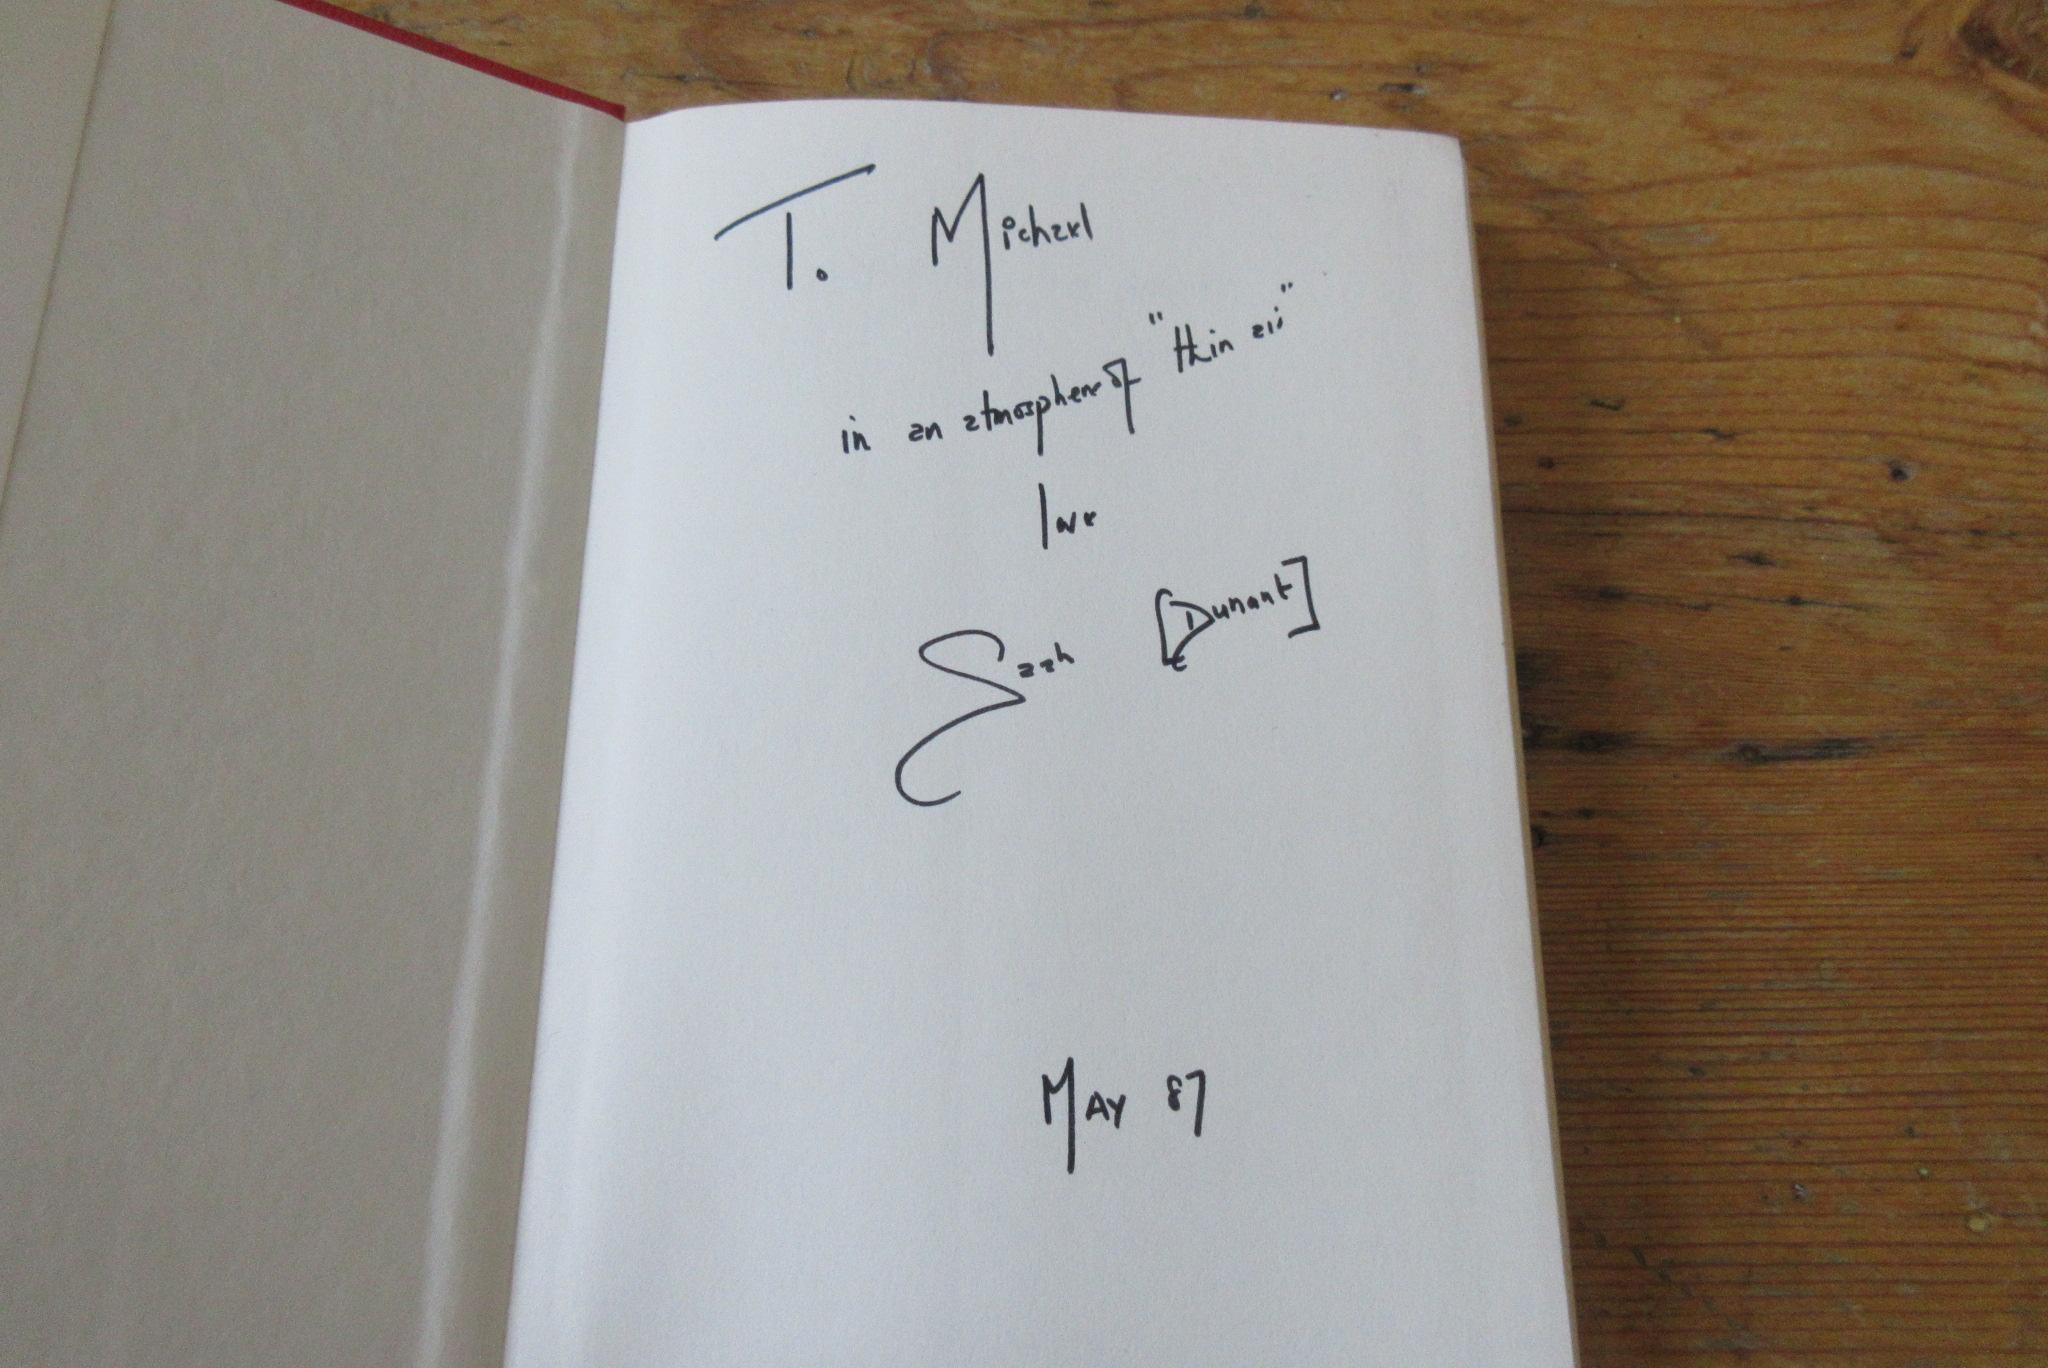 To Michael
in an atmosphere of "thin air"
love
Sarah [Dunant]
May 87